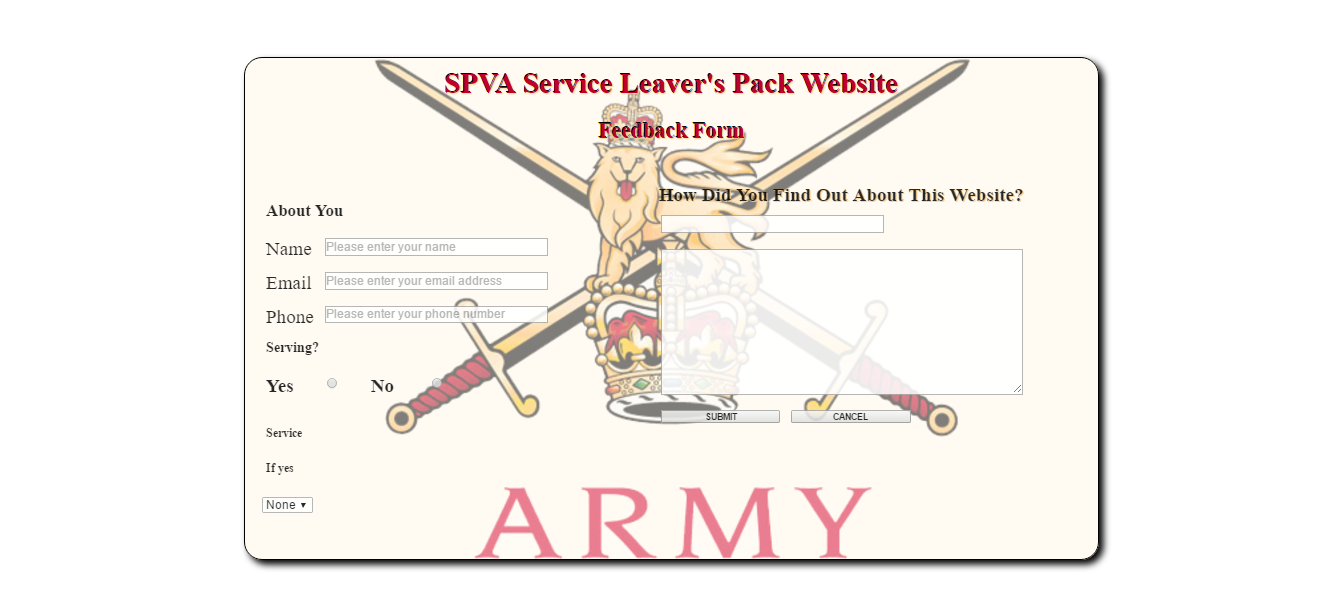 SPVA Service Leaver's Pack Website
Feedback Form
About You
Name Please enter your name
Email Please enter your email address
Phone Please enter your phone number
Serving?
Yes No
Service
If yes
None ▾
How Did You Find Out About This Website?
SUBMIT CANCEL
ARMY